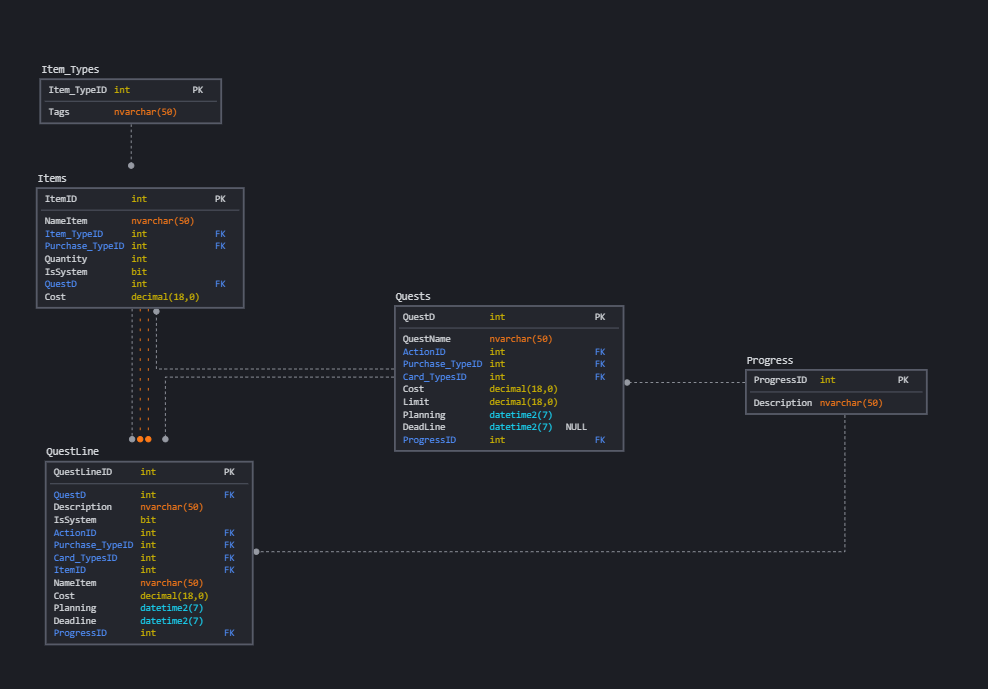 Item_Types
Item_TypeID int PK
Tags nvarchar(50)
Items
ItemID int PK
NameItem nvarchar(50)
Item_TypeID int FK
Purchase_TypeID int FK
Quantity int
IsSystem bit
QuestD int FK
Cost decimal(18,0)
Quests
QuestD int PK
QuestName nvarchar(50)
ActionID int FK
Purchase_TypeID int FK
Card_TypesID int FK
Cost decimal(18,0)
Limit decimal(18,0)
Planning datetime2(7)
DeadLine datetime2(7) NULL
ProgressID int FK
Progress
ProgressID int PK
Description nvarchar(50)
QuestLine
QuestLineID int PK
QuestD int FK
Description nvarchar(50)
IsSystem bit
ActionID int FK
Purchase_TypeID int FK
Card_TypesID int FK
ItemID int FK
NameItem nvarchar(50)
Cost decimal(18,0)
Planning datetime2(7)
Deadline datetime2(7)
ProgressID int FK